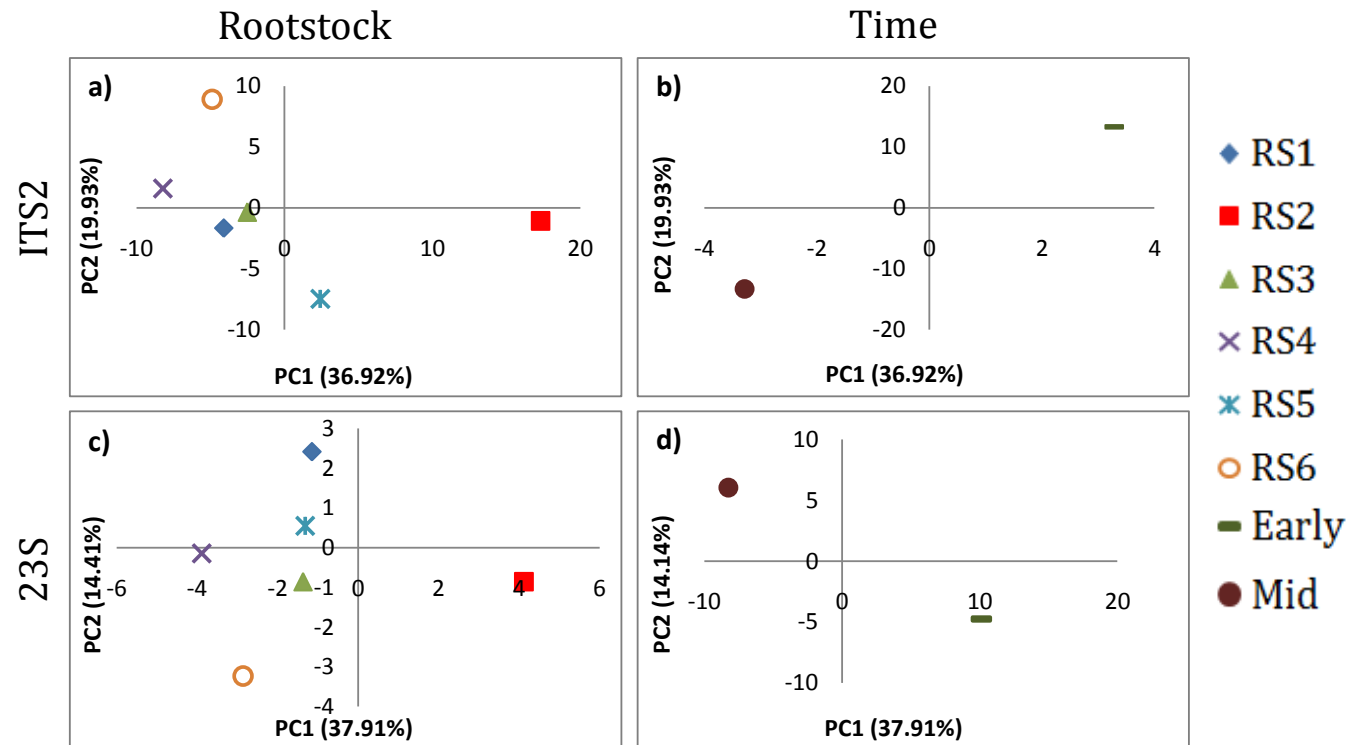 Rootstock
Time
ITS2
a)
10
5
0
-5
-10
-10
0
10
20
PC2 (19.93%)
PC1 (36.92%)
b)
20
10
0
-10
-20
-4
-2
0
2
4
PC2 (19.93%)
PC1 (36.92%)
23S
c)
3
2
1
0
-1
-2
-3
-4
-6
-4
-2
0
2
4
6
PC2 (14.41%)
PC1 (37.91%)
d)
10
5
0
-5
-10
-10
0
10
20
PC2 (14.14%)
PC1 (37.91%)
RS1
RS2
RS3
RS4
RS5
RS6
Early
Mid